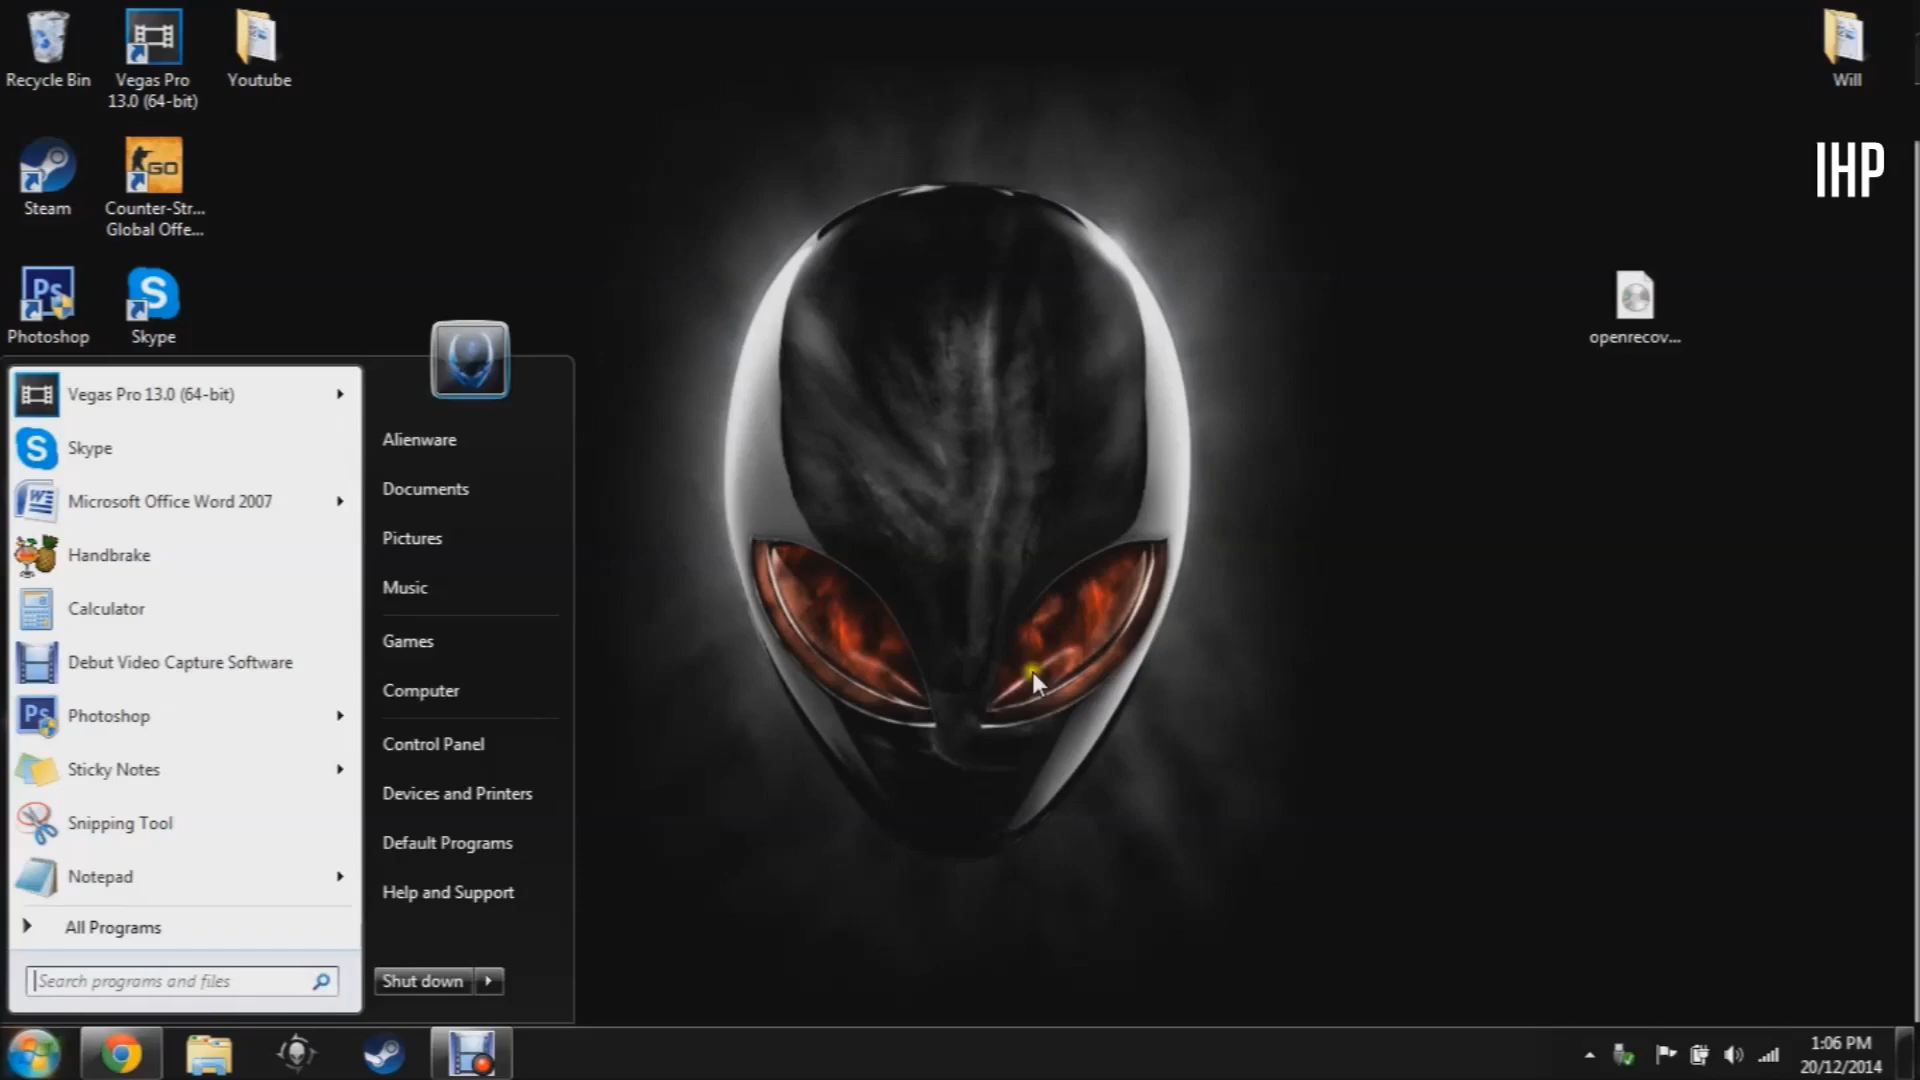 Recycle Bin
Vegas Pro
13.0 (64-bit)
Youtube
Will
IHP
GO
Steam
Counter-Str...
Global Offe...
Ps
S
Photoshop
Skype
openrecov...
Vegas Pro 13.0 (64-bit)
Skype
Microsoft Office Word 2007
Handbrake
Calculator
Debut Video Capture Software
Photoshop
Sticky Notes
Snipping Tool
Notepad
All Programs
Search programs and files
Alienware
Documents
Pictures
Music
Games
Computer
Control Panel
Devices and Printers
Default Programs
Help and Support
Shut down
1:06 PM
20/12/2014